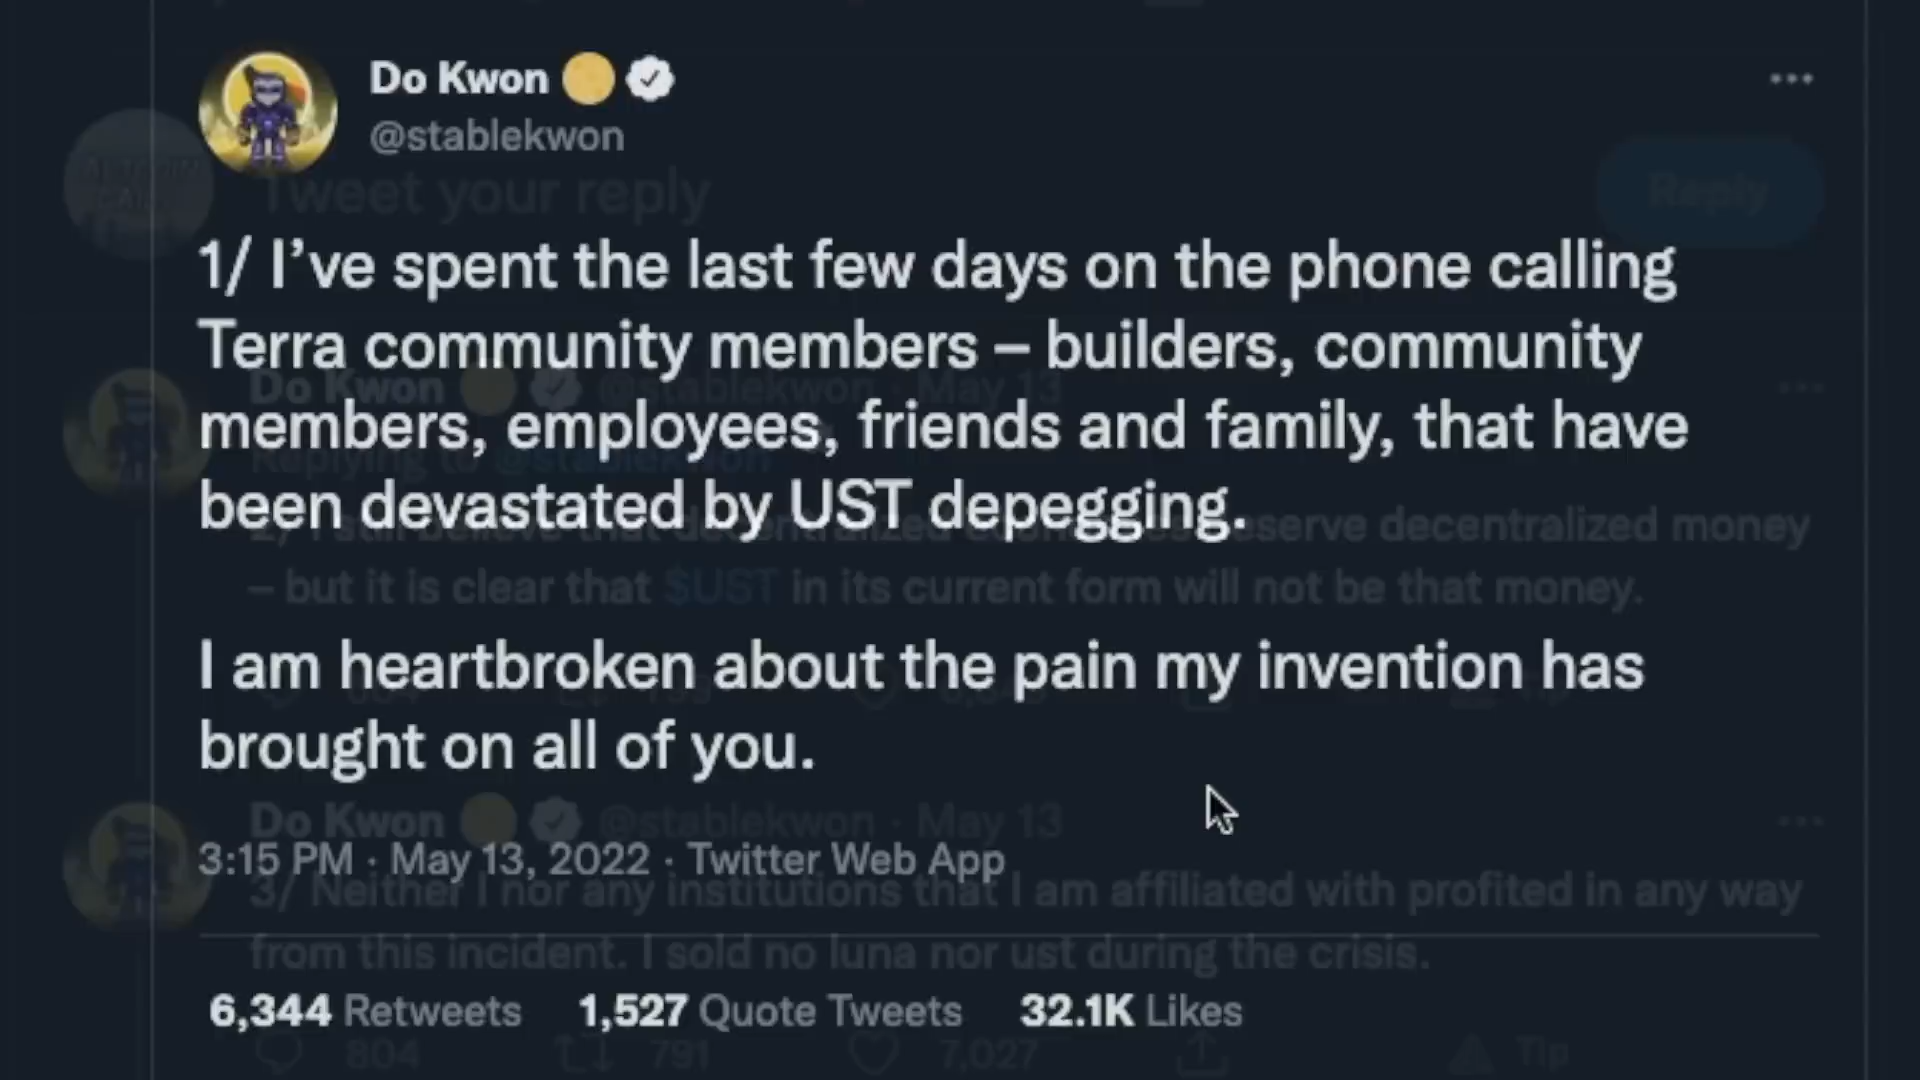 Do Kwon
@stablekwon
Tweet your reply
Reply
1/ I’ve spent the last few days on the phone calling
Terra community members – builders, community
members, employees, friends and family, that have
been devastated by UST depegging.
I am heartbroken about the pain my invention has
brought on all of you.
3:15 PM · May 13, 2022 · Twitter Web App
6,344 Retweets 1,527 Quote Tweets 32.1K Likes
Do Kwon @stablekwon · May 13
Replying to @stablekwon
2/ I still believe that decentralized deserve decentralized money
– but it is clear that $UST in its current form will not be that money.
Do Kwon @stablekwon · May 13
3/ Neither I nor any institutions that I am affiliated with profited in any way
from this incident. I sold no luna nor ust during the crisis.
804 791 7,027 Tip